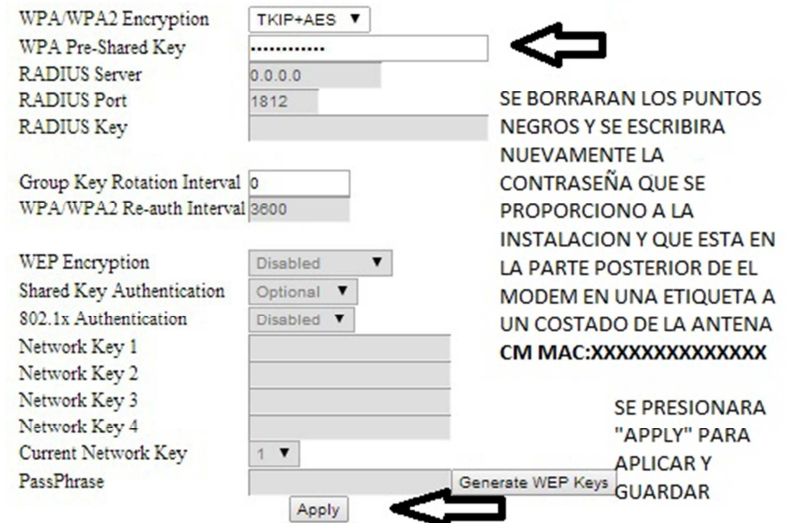 WPA/WPA2 Encryption TKIP+AES ▼
WPA Pre-Shared Key ••••••••••••
RADIUS Server 0.0.0.0
RADIUS Port 1812
RADIUS Key
SE BORRARAN LOS PUNTOS
NEGROS Y SE ESCRIBIRA
NUEVAMENTE LA
CONTRASEÑA QUE SE
PROPORCIONO A LA
INSTALACION Y QUE ESTA EN
LA PARTE POSTERIOR DE EL
MODEM EN UNA ETIQUETA A
UN COSTADO DE LA ANTENA
CM MAC:XXXXXXXXXXXXXX
Group Key Rotation Interval 0
WPA/WPA2 Re-auth Interval 3600
WEP Encryption Disabled ▼
Shared Key Authentication Optional ▼
802.1x Authentication Disabled ▼
Network Key 1
Network Key 2
Network Key 3
Network Key 4
Current Network Key 1 ▼
PassPhrase Generate WEP Keys
Apply
SE PRESIONARA
"APPLY" PARA
APLICAR Y
GUARDAR